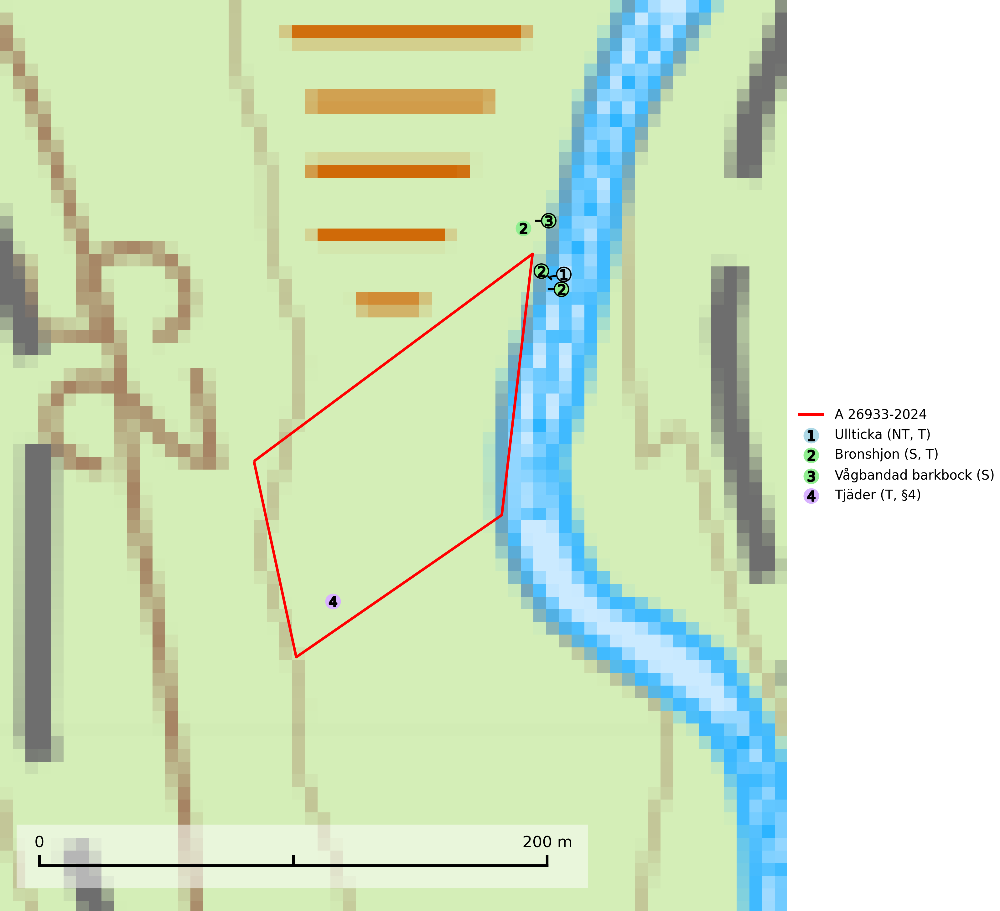 3
2
2
1
2
4
A 26933-2024
1 Ullticka (NT, T)
2 Bronshjon (S, T)
3 Vågbandad barkbock (S)
4 Tjäder (T, §4)
0 200 m